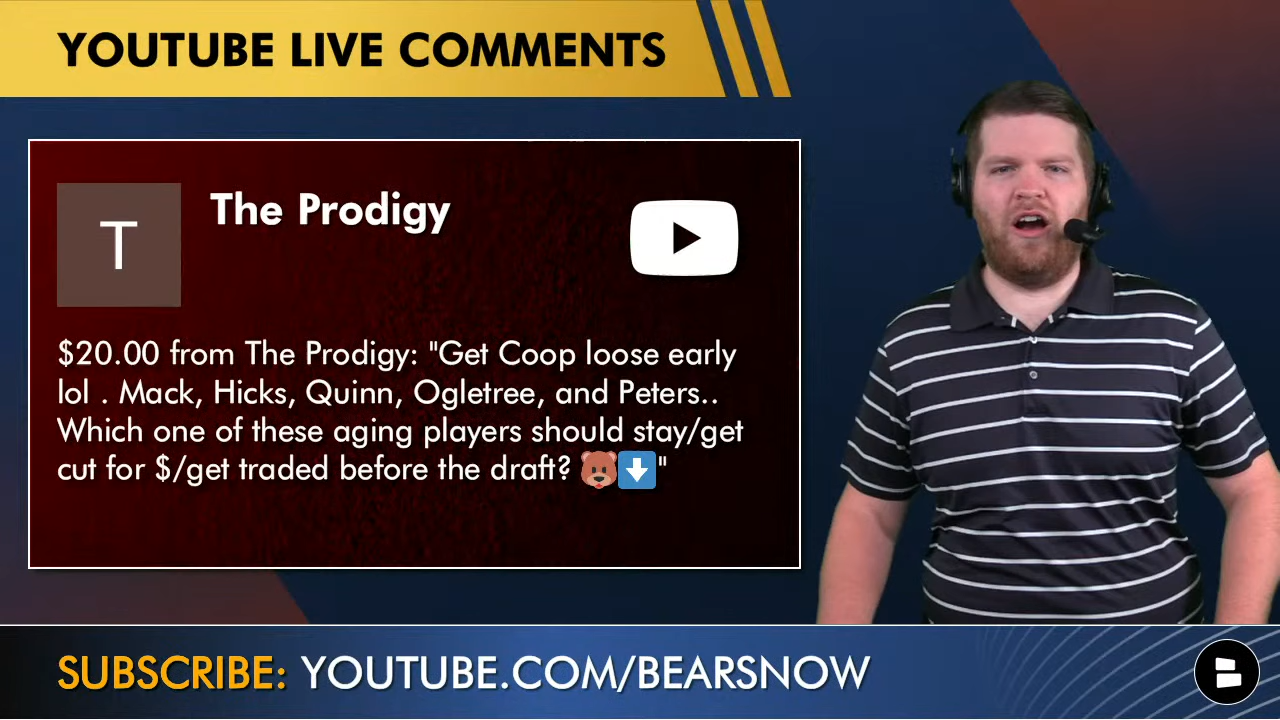 YOUTUBE LIVE COMMENTS
T
The Prodigy
$20.00 from The Prodigy: "Get Coop loose early
lol . Mack, Hicks, Quinn, Ogletree, and Peters..
Which one of these aging players should stay/get
cut for $/get traded before the draft? 🐻⬇️"
SUBSCRIBE: YOUTUBE.COM/BEARSNOW